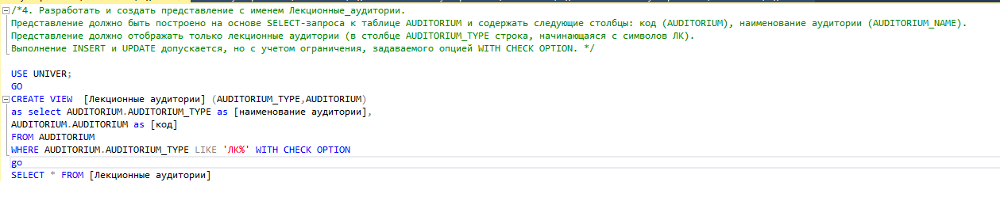 /*4. Разработать и создать представление с именем Лекционные_аудитории.
Представление должно быть построено на основе SELECT-запроса к таблице AUDITORIUM и содержать следующие столбцы: код (AUDITORIUM), наименование аудитории (AUDITORIUM_NAME).
Представление должно отображать только лекционные аудитории (в столбце AUDITORIUM_TYPE строка, начинающаяся с символов ЛК).
Выполнение INSERT и UPDATE допускается, но с учетом ограничения, задаваемого опцией WITH CHECK OPTION. */
USE UNIVER;
GO
CREATE VIEW [Лекционные аудитории] (AUDITORIUM_TYPE,AUDITORIUM)
as select AUDITORIUM.AUDITORIUM_TYPE as [наименование аудитории],
AUDITORIUM.AUDITORIUM as [код]
FROM AUDITORIUM
WHERE AUDITORIUM.AUDITORIUM_TYPE LIKE 'ЛК%' WITH CHECK OPTION
go
SELECT * FROM [Лекционные аудитории]